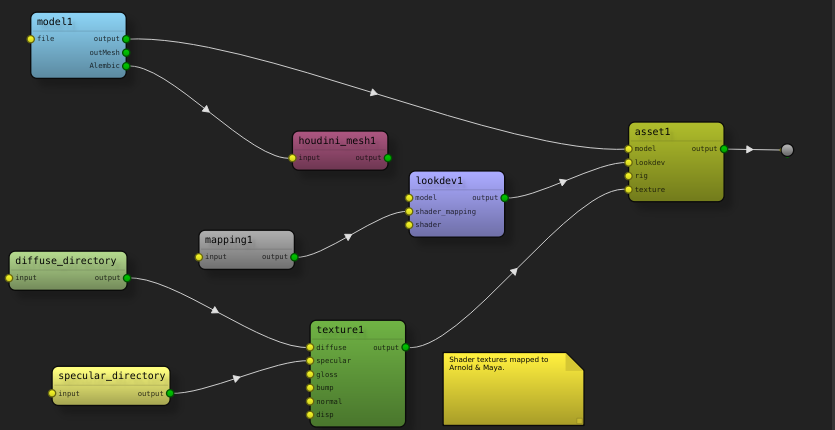 model1
file output
outMesh
Alembic
houdini_mesh1
input output
asset1
model output
lookdev
rig
texture
lookdev1
model output
shader_mapping
shader
mapping1
input output
diffuse_directory
input output
texture1
diffuse output
specular
gloss
bump
normal
disp
specular_directory
input output
Shader textures mapped to
Arnold & Maya.